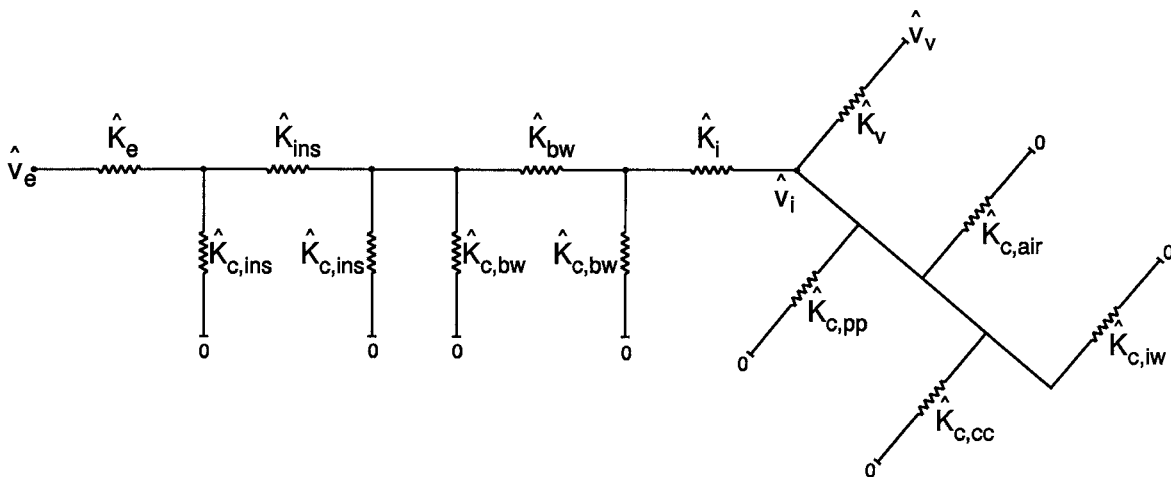 v̂v
K̂e
K̂ins
K̂bw
K̂i
K̂v
v̂e
v̂i
0
K̂c,ins
K̂c,ins
K̂c,bw
K̂c,bw
K̂c,air
0
K̂c,pp
K̂c,iw
0 0 0 0
0
K̂c,cc
0